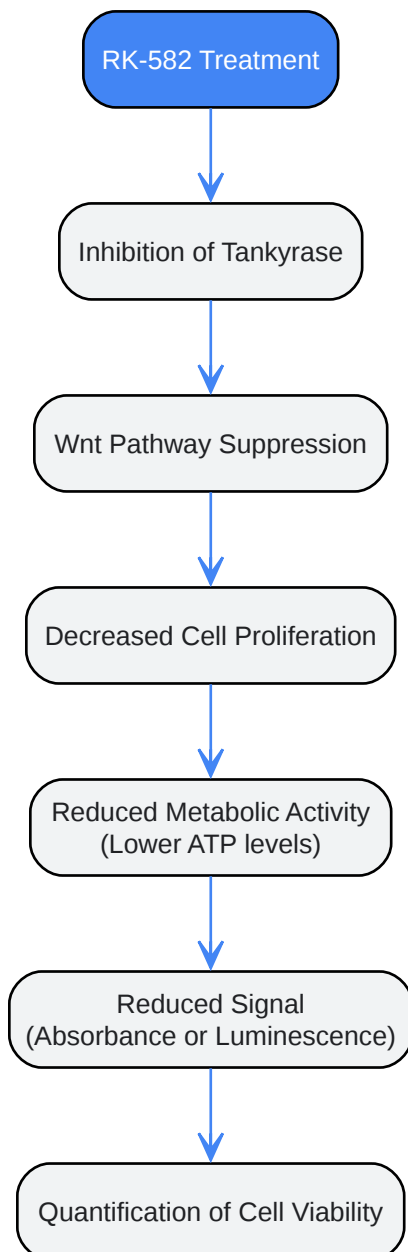 RK-582 Treatment
Inhibition of Tankyrase
Wnt Pathway Suppression
Decreased Cell Proliferation
Reduced Metabolic Activity
(Lower ATP levels)
Reduced Signal
(Absorbance or Luminescence)
Quantification of Cell Viability